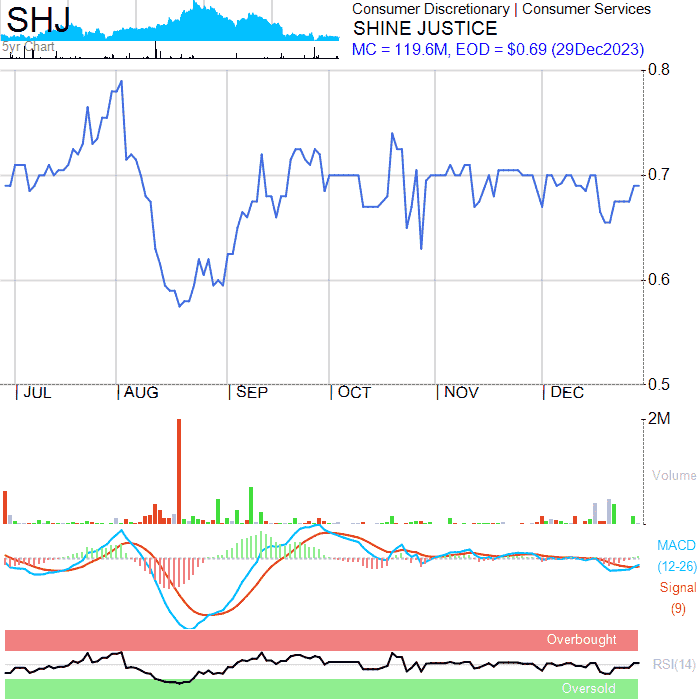 SHJ
5yr Chart
Consumer Discretionary | Consumer Services
SHINE JUSTICE
MC = 119.6M, EOD = $0.69 (29Dec2023)
0.8
0.7
0.6
0.5
JUL AUG SEP OCT NOV DEC
2M
Volume
MACD
(12-26)
Signal
(9)
Overbought
RSI(14)
Oversold